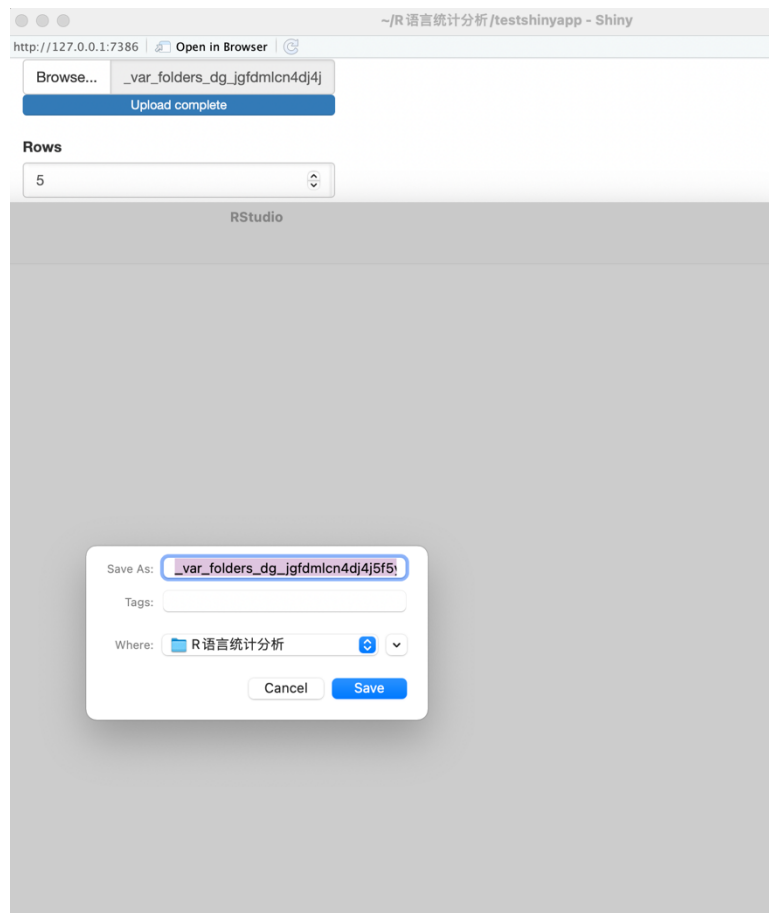 ~/R语言统计分析/testshinyapp - Shiny
http://127.0.0.1:7386 Open in Browser
Browse... _var_folders_dg_jgfdmlcn4dj4j
Upload complete
Rows
5
RStudio
Save As: _var_folders_dg_jgfdmlcn4dj4j5f5
Tags:
Where: R语言统计分析
Cancel Save